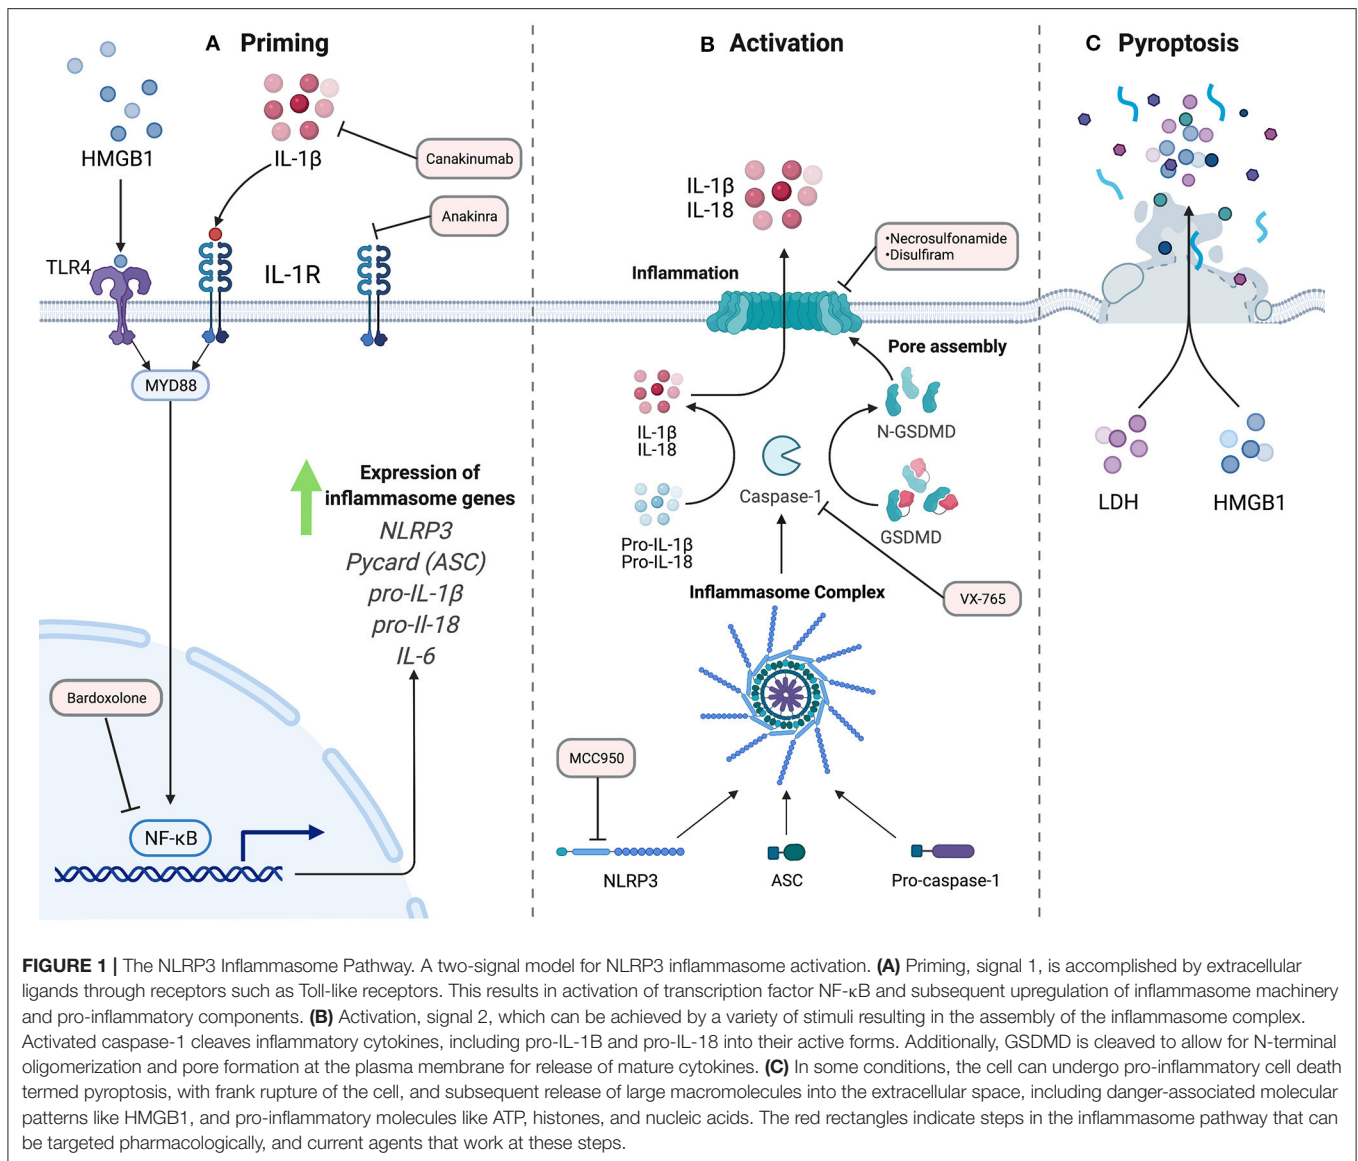 A Priming
HMGB1
IL-1β
Canakinumab
Anakinra
TLR4
IL-1R
MYD88
Expression of
inflammasome genes
NLRP3
Pycard (ASC)
pro-IL-1β
pro-Il-18
IL-6
Bardoxolone
NF-κB
B Activation
IL-1β
IL-18
•Necrosulfonamide
•Disulfiram
Inflammation
Pore assembly
IL-1β
IL-18
N-GSDMD
Caspase-1
Pro-IL-1β
Pro-IL-18
GSDMD
Inflammasome Complex
VX-765
MCC950
NLRP3
ASC
Pro-caspase-1
C Pyroptosis
LDH
HMGB1
FIGURE 1 | The NLRP3 Inflammasome Pathway. A two-signal model for NLRP3 inflammasome activation. (A) Priming, signal 1, is accomplished by extracellular
ligands through receptors such as Toll-like receptors. This results in activation of transcription factor NF-κB and subsequent upregulation of inflammasome machinery
and pro-inflammatory components. (B) Activation, signal 2, which can be achieved by a variety of stimuli resulting in the assembly of the inflammasome complex.
Activated caspase-1 cleaves inflammatory cytokines, including pro-IL-1B and pro-IL-18 into their active forms. Additionally, GSDMD is cleaved to allow for N-terminal
oligomerization and pore formation at the plasma membrane for release of mature cytokines. (C) In some conditions, the cell can undergo pro-inflammatory cell death
termed pyroptosis, with frank rupture of the cell, and subsequent release of large macromolecules into the extracellular space, including danger-associated molecular
patterns like HMGB1, and pro-inflammatory molecules like ATP, histones, and nucleic acids. The red rectangles indicate steps in the inflammasome pathway that can
be targeted pharmacologically, and current agents that work at these steps.